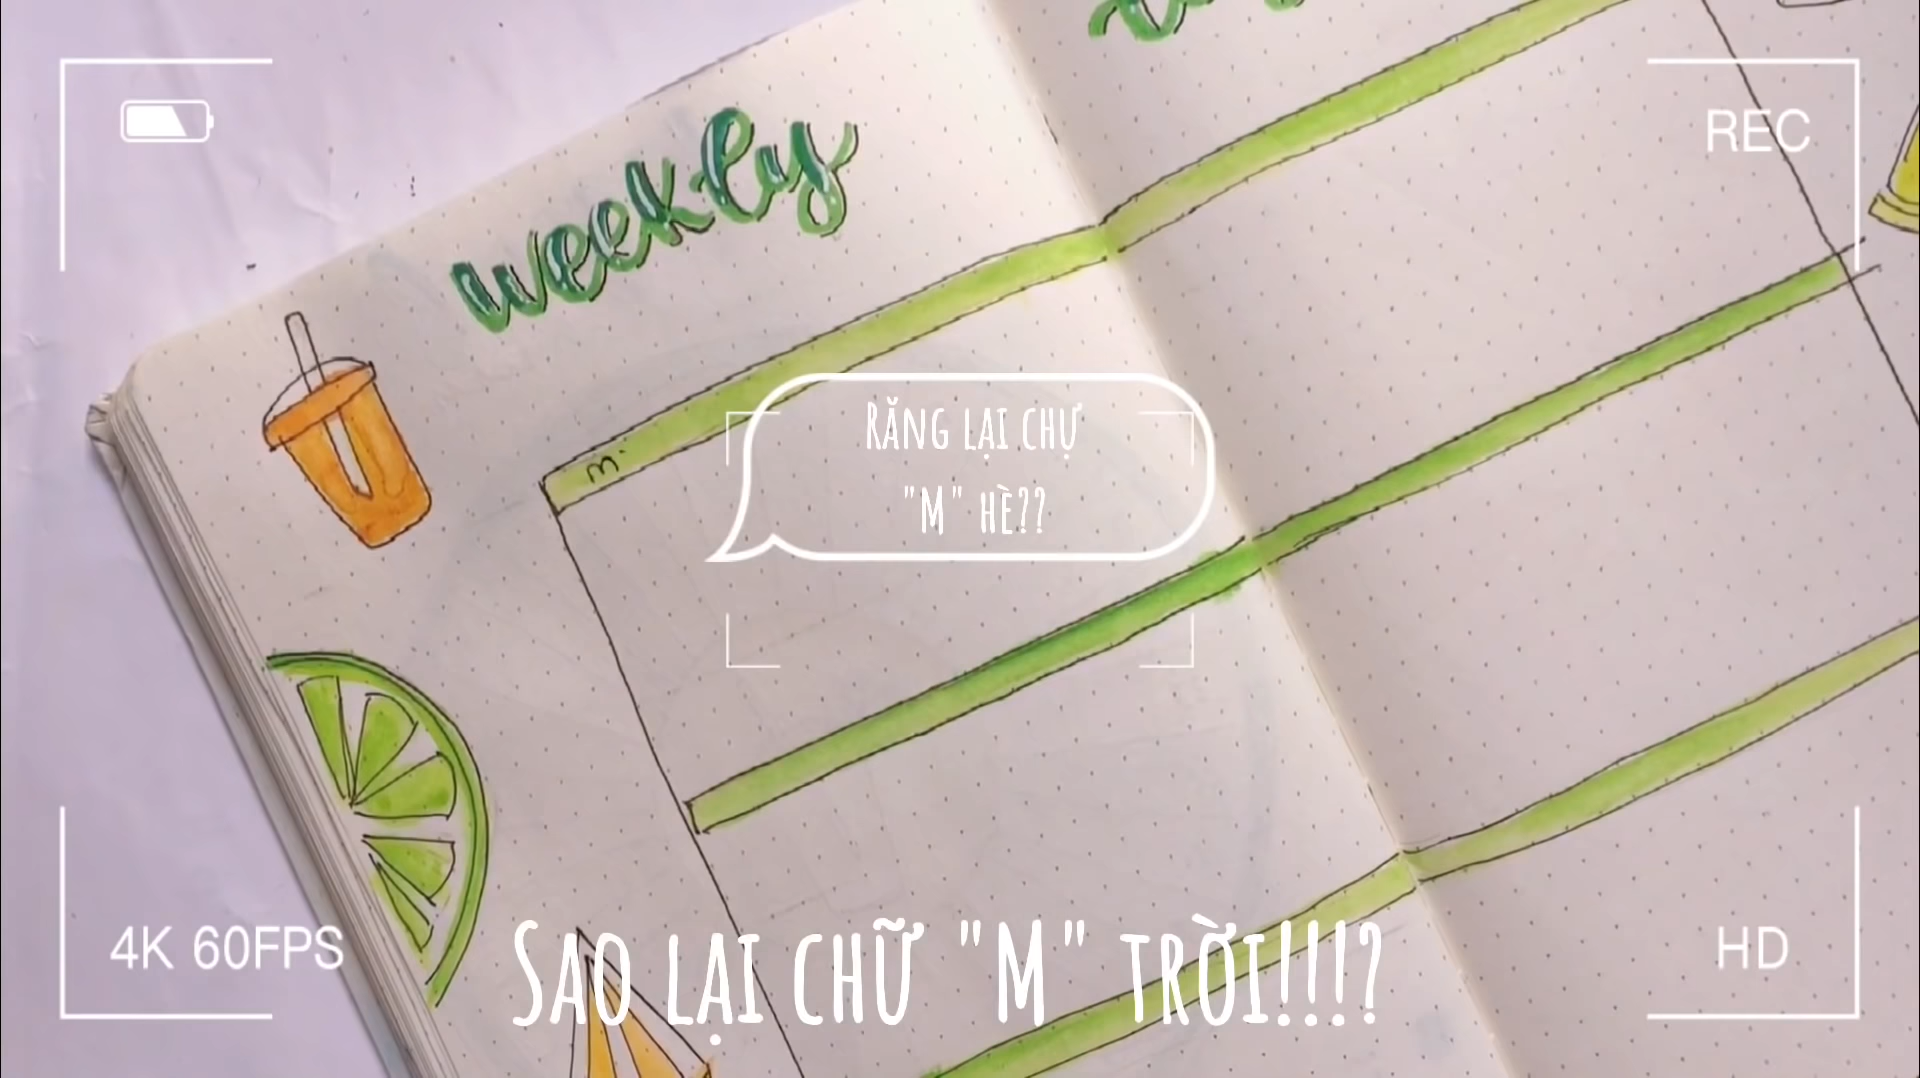 REC
weekly
m.
RĂNG LẠI CHỰ
"M" HÈ??
SAO LẠI CHỮ "M" TRỜI!!!?
4K 60FPS
HD